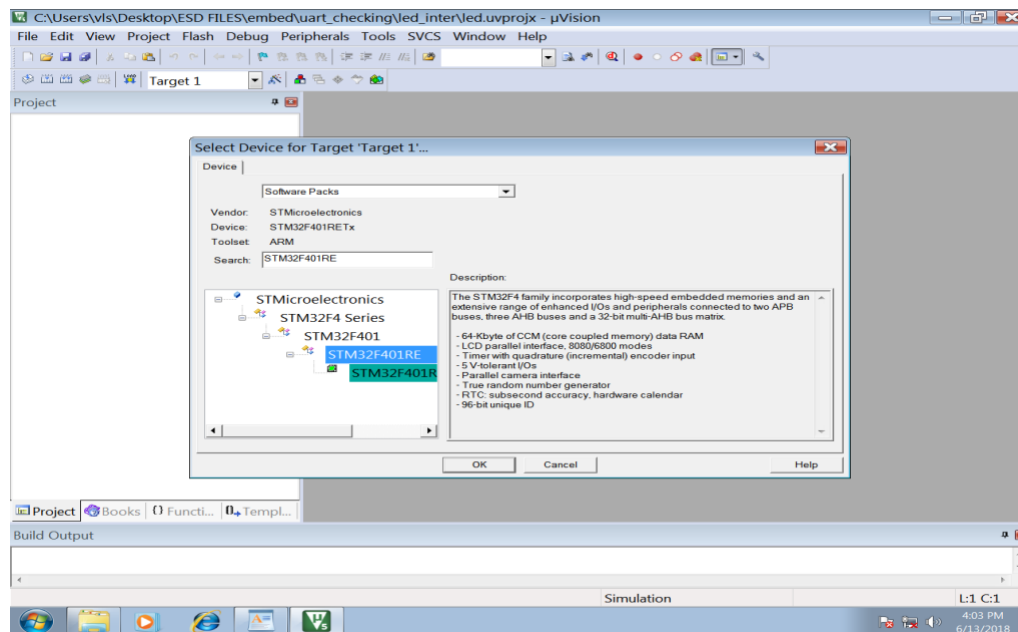 C:\Users\vls\Desktop\ESD FILES\embed\uart_checking\led_inter\led.uvprojx - µVision
File Edit View Project Flash Debug Peripherals Tools SVCS Window Help
Target 1
Project
Select Device for Target 'Target 1'...
Device
Software Packs
Vendor: STMicroelectronics
Device: STM32F401RETx
Toolset: ARM
Search: STM32F401RE
Description:
STMicroelectronics
STM32F4 Series
STM32F401
STM32F401RE
STM32F401R
The STM32F4 family incorporates high-speed embedded memories and an
extensive range of enhanced I/Os and peripherals connected to two APB
buses, three AHB buses and a 32-bit multi-AHB bus matrix.
- 64-Kbyte of CCM (core coupled memory) data RAM
- LCD parallel interface, 8080/6800 modes
- Timer with quadrature (incremental) encoder input
- 5 V-tolerant I/Os
- Parallel camera interface
- True random number generator
- RTC: subsecond accuracy, hardware calendar
- 96-bit unique ID
OK Cancel Help
Project Books {} Functi... Templ...
Build Output
Simulation L:1 C:1
4:03 PM
6/13/2018